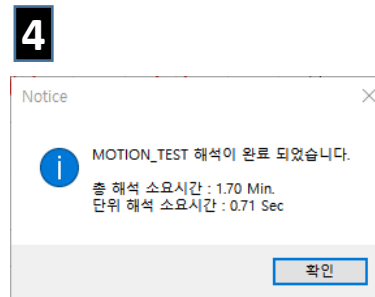 4
Notice
MOTION_TEST 해석이 완료 되었습니다.
총 해석 소요시간 : 1.70 Min.
단위 해석 소요시간 : 0.71 Sec
확인